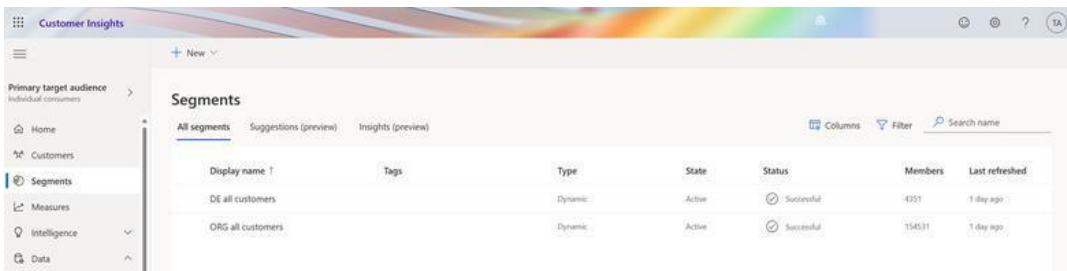 Customer Insights
?
TA
New
Primary target audience
Individual consumers
Segments
All segments Suggestions (preview) Insights (preview)
Columns Filter Search name
Home
Customers
Segments
Measures
Intelligence
Data
Display name ↑ Tags Type State Status Members Last refreshed
DE all customers Dynamic Active Successful 4351 1 day ago
ORG all customers Dynamic Active Successful 154531 1 day ago